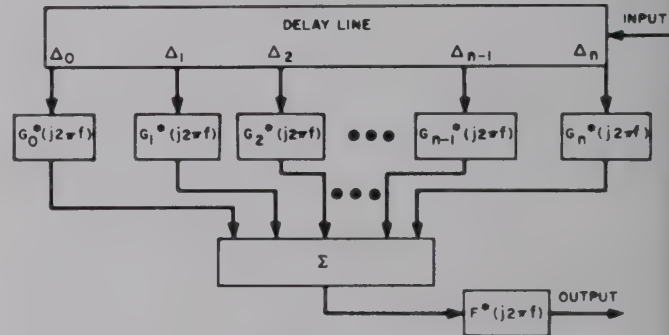 DELAY LINE
INPUT
Δ₀ Δ₁ Δ₂ Δₙ₋₁ Δₙ
G₀*(j2πf) G₁*(j2πf) G₂*(j2πf) ••• Gₙ₋₁*(j2πf) Gₙ*(j2πf)
•••
Σ
OUTPUT
F*(j2πf)